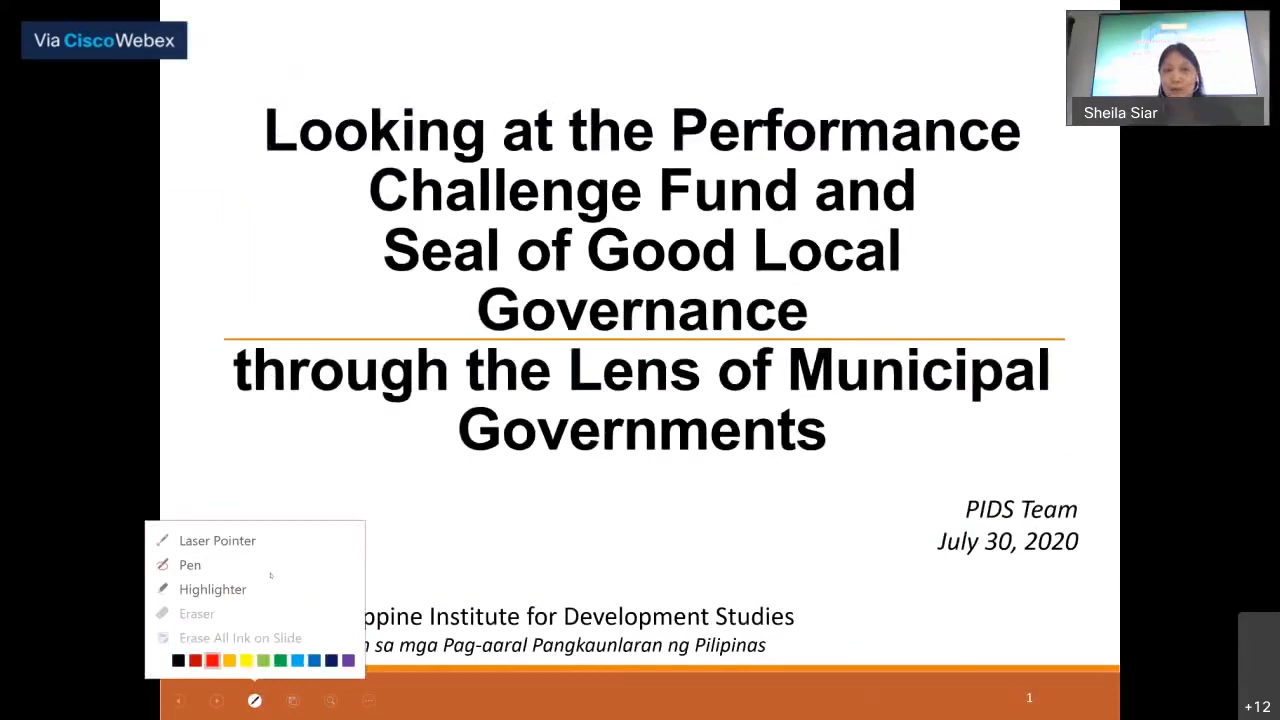 Via CiscoWebex
Sheila Siar
Looking at the Performance
Challenge Fund and
Seal of Good Local
Governance
through the Lens of Municipal
Governments
PIDS Team
July 30, 2020
Laser Pointer
Pen
Highlighter
Eraser
Erase All Ink on Slide
Institute for Development Studies
sa mga Pag-aaral Pangkaunlaran ng Pilipinas
1
+12